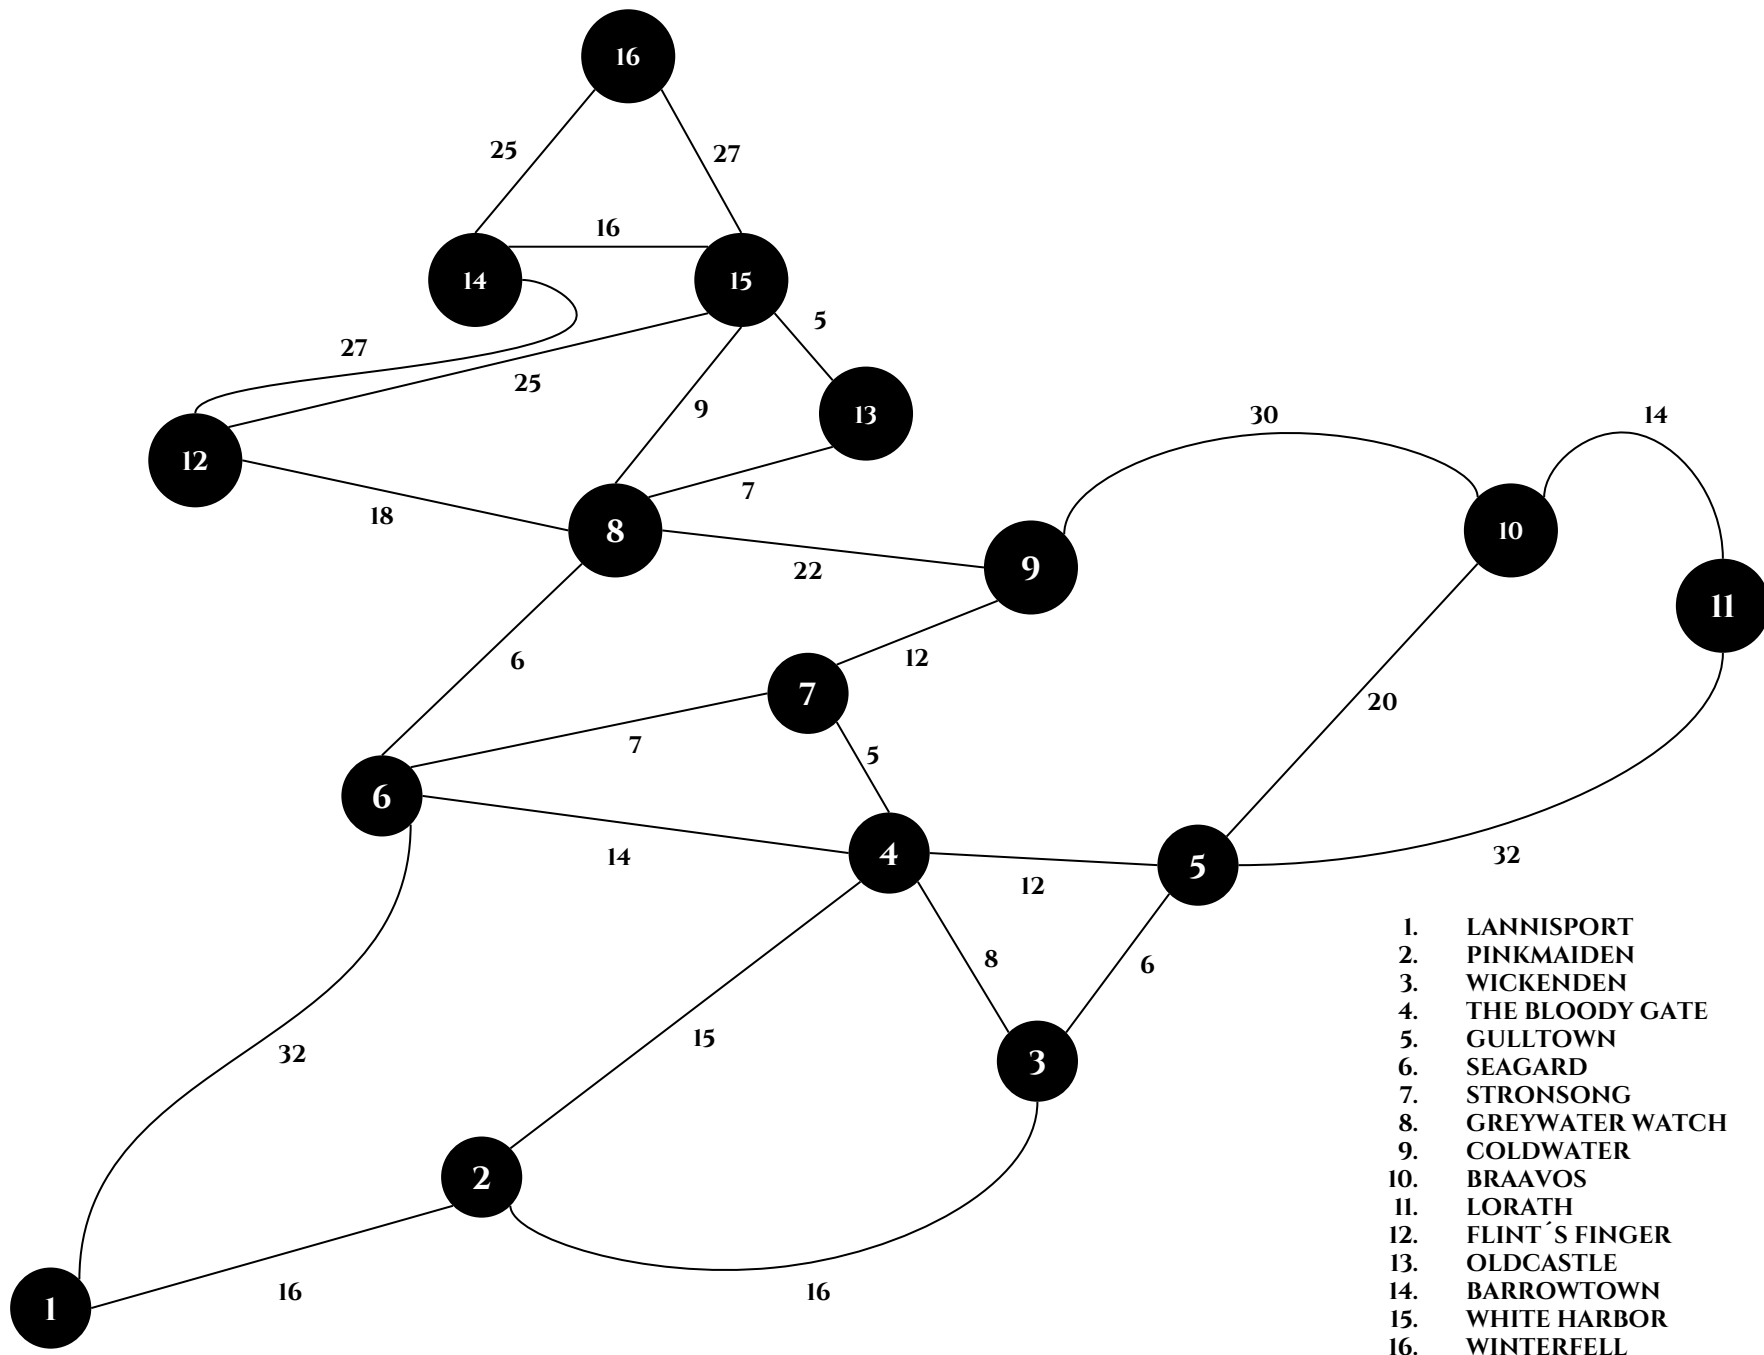 16
25
27
16
14
15
5
27
25
9
13
30
14
12
7
10
18
8
9
22
11
6
12
7
20
7
5
6
14
4
5
32
12
8
6
15
3
32
2
16
16
1
1. LANNISPORT
2. PINKMAIDEN
3. WICKENDEN
4. THE BLOODY GATE
5. GULLTOWN
6. SEAGARD
7. STRONSONG
8. GREYWATER WATCH
9. COLDWATER
10. BRAAVOS
11. LORATH
12. FLINT´S FINGER
13. OLDCASTLE
14. BARROWTOWN
15. WHITE HARBOR
16. WINTERFELL